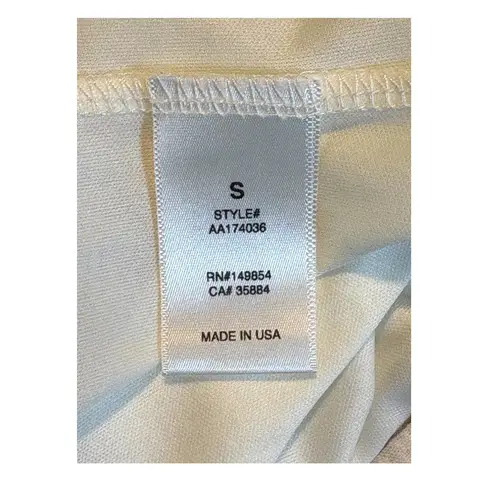 S
STYLE#
AA174036
RN#149854
CA# 35884
MADE IN USA